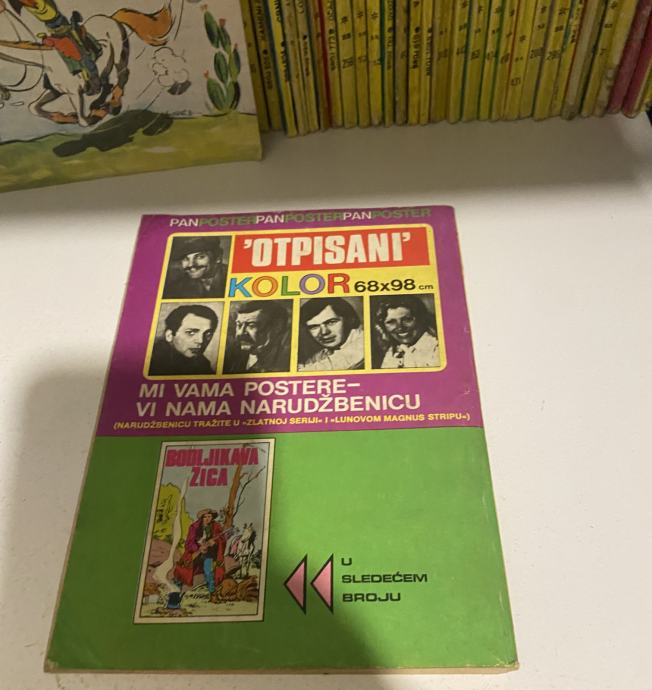 PANPOSTERPANPOSTERPANPOSTER
'OTPISANI'
KOLOR 68x98 cm
MI VAMA POSTERE–
VI NAMA NARUDŽBENICU
(NARUDŽBENICU TRAŽITE U »ZLATNOJ SERIJI« I »LUNOVOM MAGNUS STRIPU«)
BODLJIKAVA
ŽICA
U
SLEDEĆEM
BROJU